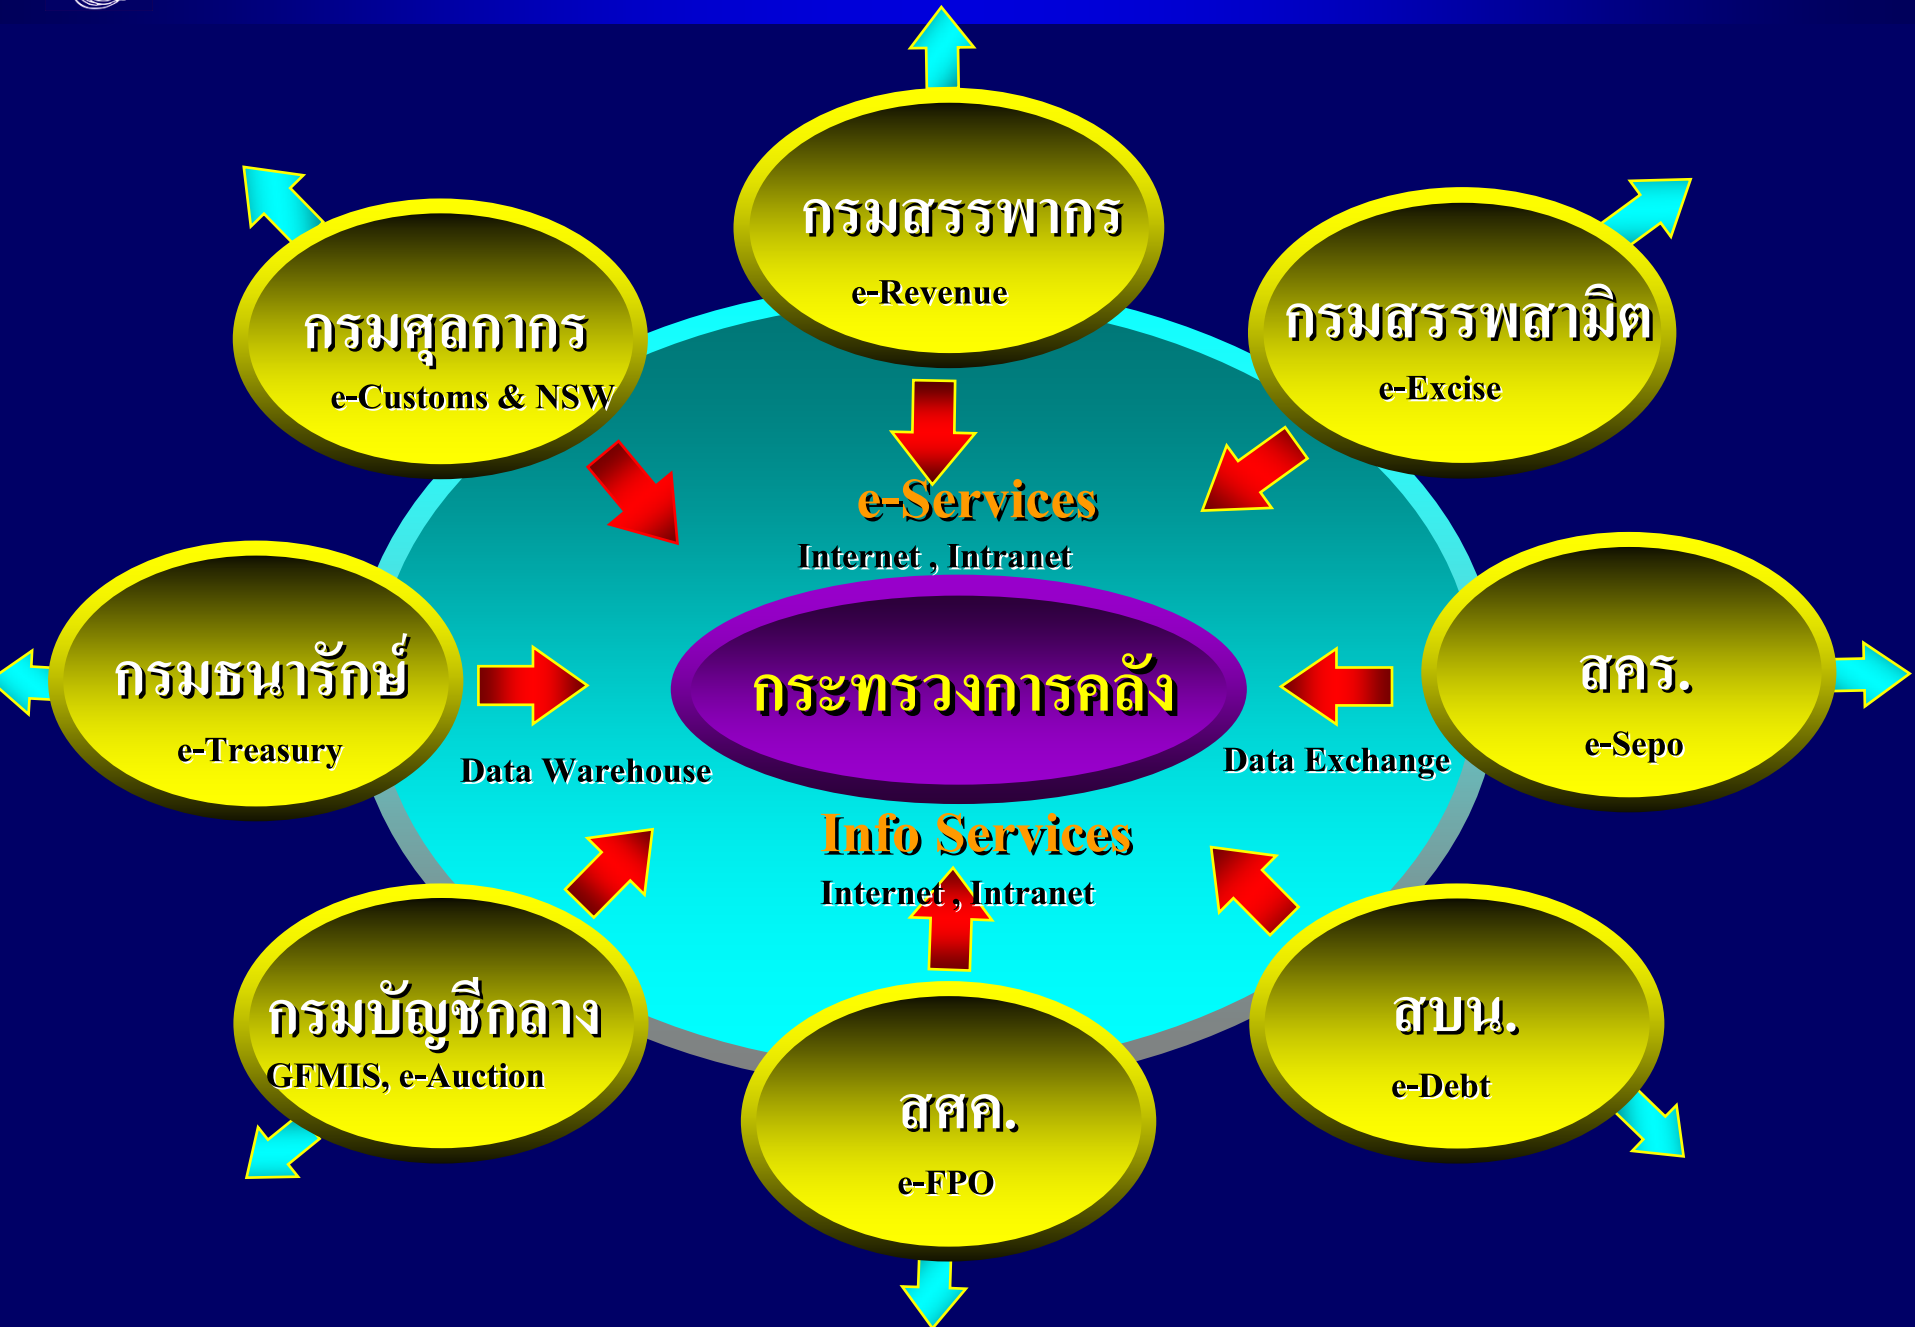 กรมสรรพากร
e-Revenue
กรมศุลกากร
e-Customs & NSW
กรมสรรพสามิต
e-Excise
e-Services
Internet , Intranet
กรมธนารักษ์
e-Treasury
กระทรวงการคลัง
สคร.
e-Sepo
Data Warehouse
Data Exchange
Info Services
Internet , Intranet
กรมบัญชีกลาง
GFMIS, e-Auction
สบน.
e-Debt
สศค.
e-FPO